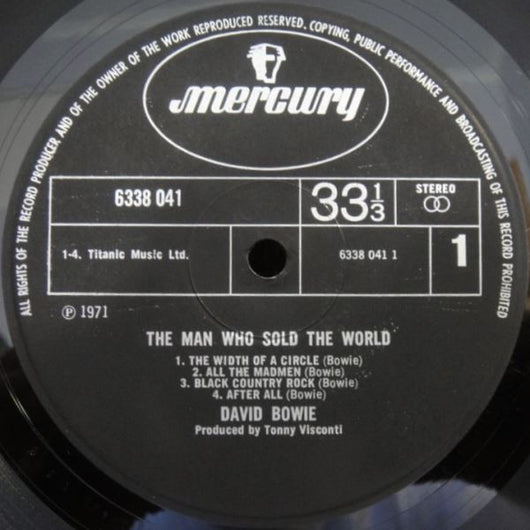 ALL RIGHTS OF THE RECORD PRODUCER AND OF THE OWNER OF THE WORK REPRODUCED RESERVED. COPYING, PUBLIC PERFORMANCE AND BROADCASTING OF THIS RECORD PROHIBITED
mercury
6338 041
33 1/3
STEREO
1-4. Titanic Music Ltd.
6338 041 1
1
℗ 1971
THE MAN WHO SOLD THE WORLD
1. THE WIDTH OF A CIRCLE (Bowie)
2. ALL THE MADMEN (Bowie)
3. BLACK COUNTRY ROCK (Bowie)
4. AFTER ALL (Bowie)
DAVID BOWIE
Produced by Tonny Visconti